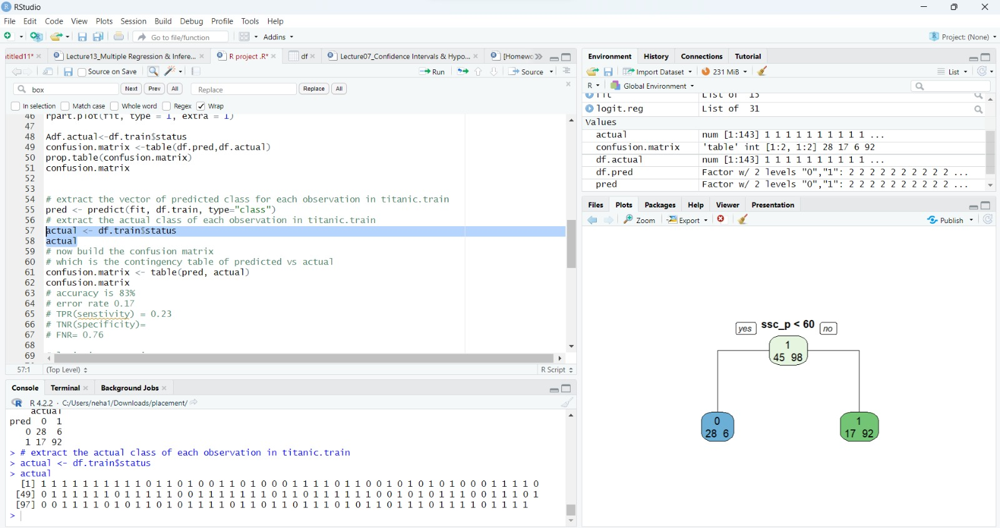 RStudio
File Edit Code View Plots Session Build Debug Profile Tools Help
Go to file/function Addins Project: (None)
ntitled11* Lecture13_Multiple Regression & Infere... R project .R* df Lecture07_Confidence Intervals & Hypo... [Homewc
Source on Save Run Source
box Next Prev All Replace Replace All
In selection Match case Whole word Regex Wrap
46 rpart.plot(fit, type = 1, extra = 1)
47
48 Adf.actual<-df.train$status
49 confusion.matrix <-table(df.pred,df.actual)
50 prop.table(confusion.matrix)
51 confusion.matrix
52
53
54 # extract the vector of predicted class for each observation in titanic.train
55 pred <- predict(fit, df.train, type="class")
56 # extract the actual class of each observation in titanic.train
57 actual <- df.train$status
58 actual
59 # now build the confusion matrix
60 # which is the contingency table of predicted vs actual
61 confusion.matrix <- table(pred, actual)
62 confusion.matrix
63 # accuracy is 83%
64 # error rate 0.17
65 # TPR(senstivity) = 0.23
66 # TNR(specificity)=
67 # FNR= 0.76
68
69
57:1 (Top Level) R Script
Console Terminal Background Jobs
R 4.2.2 · C:/Users/neha1/Downloads/placement/
actual
pred 0 1
0 28 6
1 17 92
> # extract the actual class of each observation in titanic.train
> actual <- df.train$status
> actual
[1] 1 1 1 1 1 1 1 1 1 1 0 1 1 0 1 0 0 1 1 0 1 0 0 0 1 1 1 1 0 1 1 0 0 1 0 1 0 1 0 1 0 0 0 1 1 1 1 0
[49] 0 1 1 1 1 1 1 0 1 1 1 1 1 0 0 1 1 1 1 1 1 1 0 1 1 0 1 1 1 1 1 1 0 0 1 0 1 0 1 1 1 0 0 1 1 1 0 1
[97] 0 0 1 1 1 1 0 1 0 1 1 0 1 0 1 1 1 1 0 1 1 0 1 1 0 1 1 1 0 1 0 1 1 0 1 1 1 0 1 1 1 1 0 1 1 1 1
>
Environment History Connections Tutorial
Import Dataset 231 MiB List
R Global Environment
fit List of 15
logit.reg List of 31
Values
actual num [1:143] 1 1 1 1 1 1 1 1 1 1 ...
confusion.matrix 'table' int [1:2, 1:2] 28 17 6 92
df.actual num [1:143] 1 1 1 1 1 1 1 1 1 1 ...
df.pred Factor w/ 2 levels "0","1": 2 2 2 2 2 2 2 2 2 2 ...
pred Factor w/ 2 levels "0","1": 2 2 2 2 2 2 2 2 2 2 ...
Files Plots Packages Help Viewer Presentation
Zoom Export Publish
yes ssc_p < 60 no
1
45 98
0
28 6
1
17 92